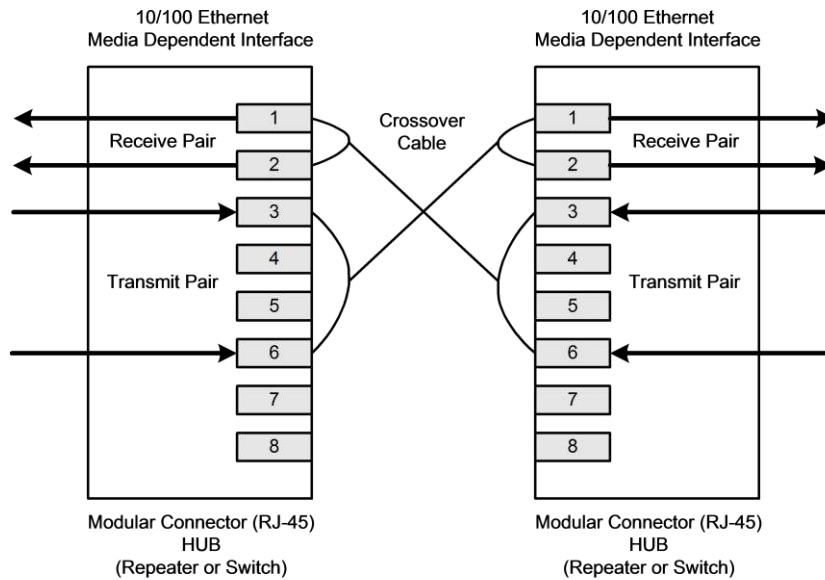 10/100 Ethernet
Media Dependent Interface
10/100 Ethernet
Media Dependent Interface
Crossover
Cable
Receive Pair
Transmit Pair
1
2
3
4
5
6
7
8
1
2
3
4
5
6
7
8
Receive Pair
Transmit Pair
Modular Connector (RJ-45)
HUB
(Repeater or Switch)
Modular Connector (RJ-45)
HUB
(Repeater or Switch)